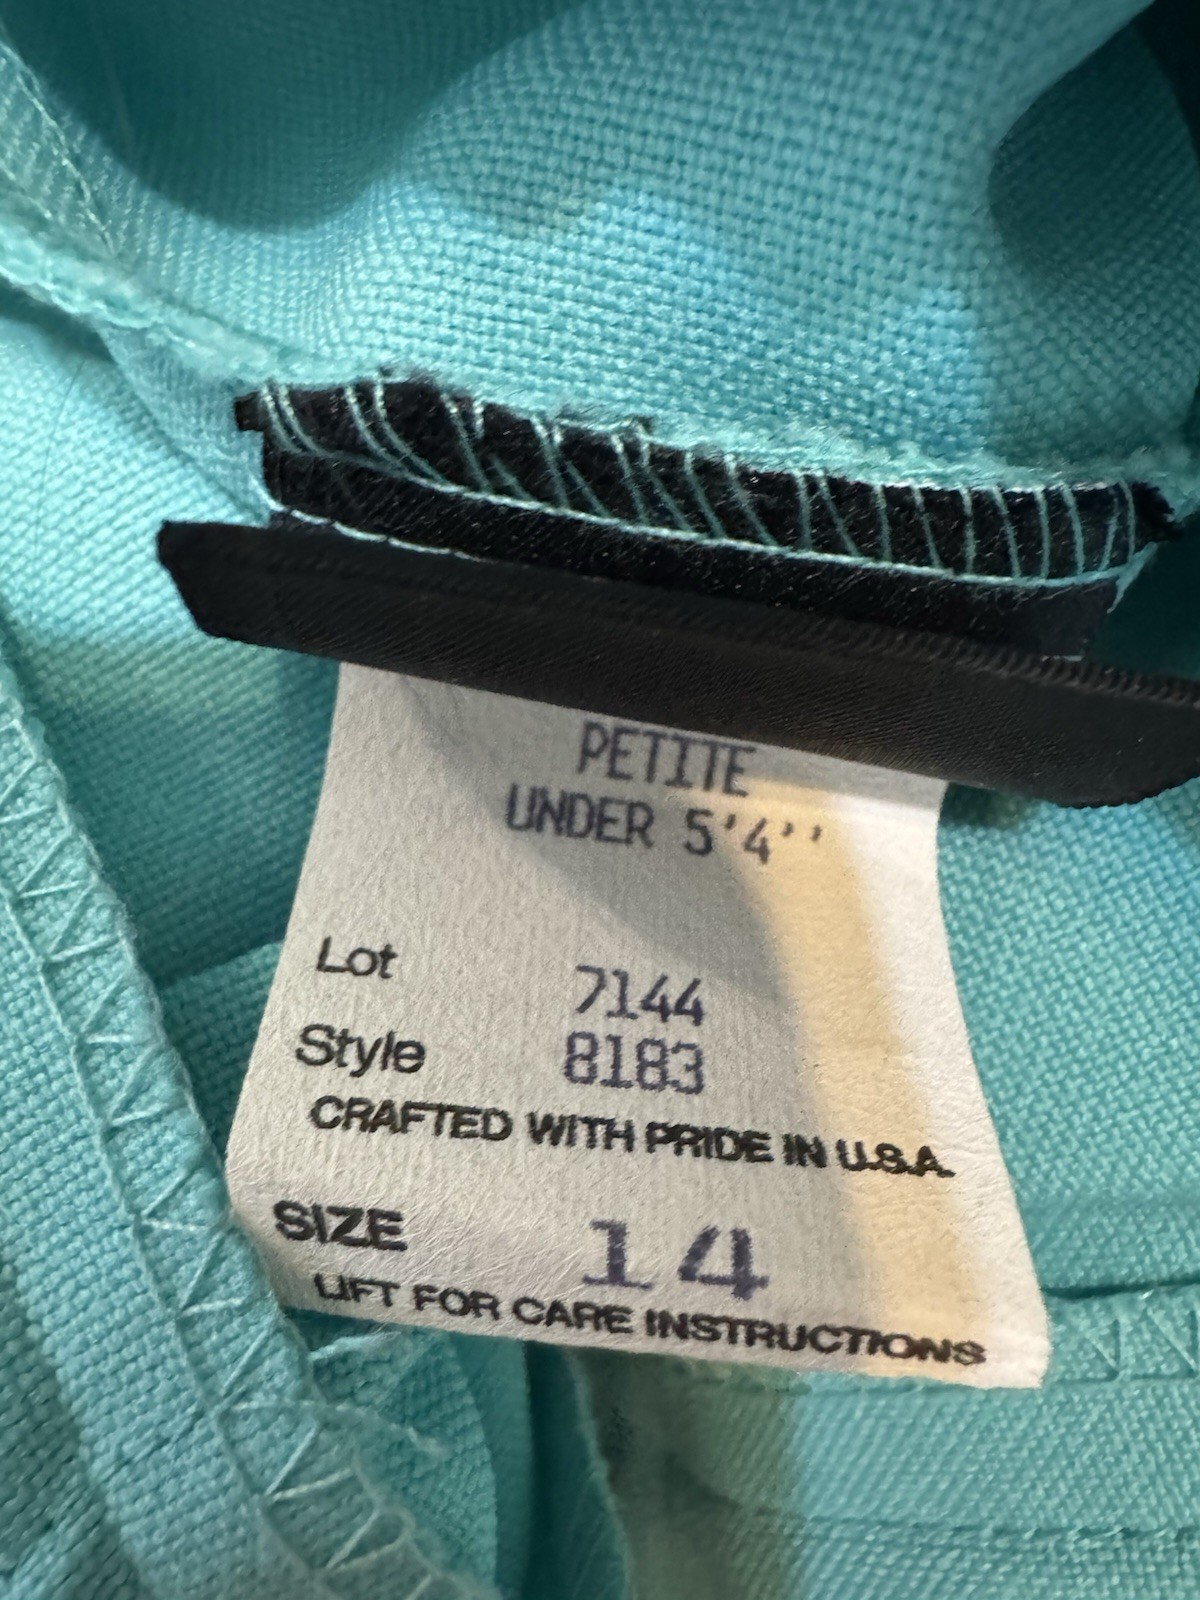 PETITE
UNDER 5'4''
Lot 7144
Style 8183
CRAFTED WITH PRIDE IN U.S.A.
SIZE 14
LIFT FOR CARE INSTRUCTIONS